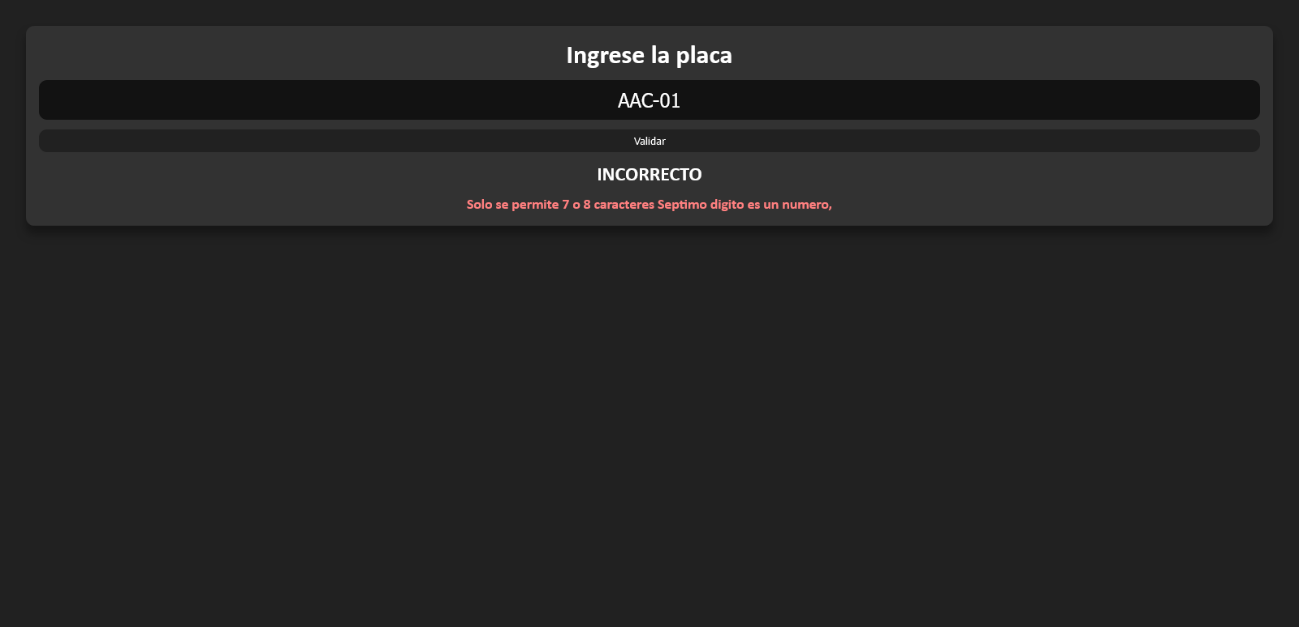 Ingrese la placa
AAC-01
Validar
INCORRECTO
Solo se permite 7 o 8 caracteres Septimo digito es un numero,